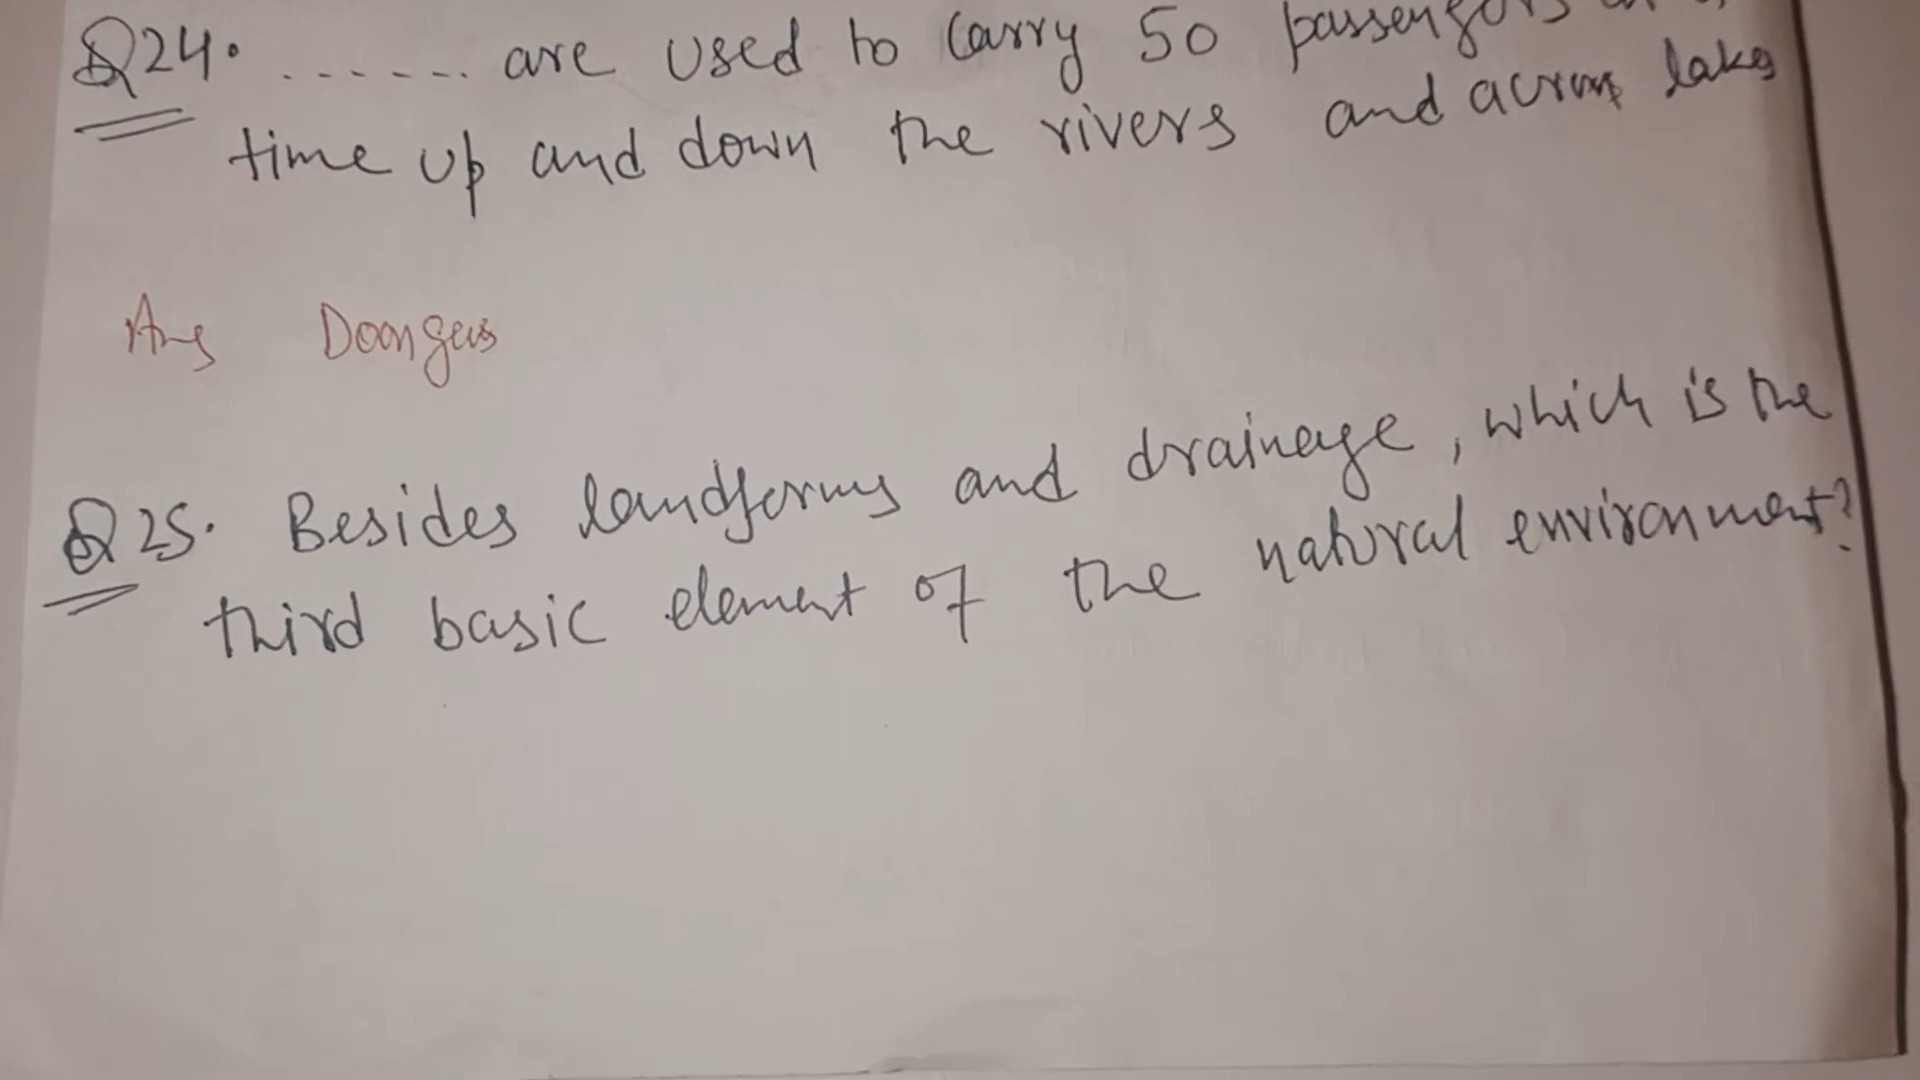 Q24. ....... are used to carry 50 passengers
time up and down the rivers and across lakes
Ans Doongas
Q25. Besides landforms and drainage, which is the
third basic element of the natural environment?